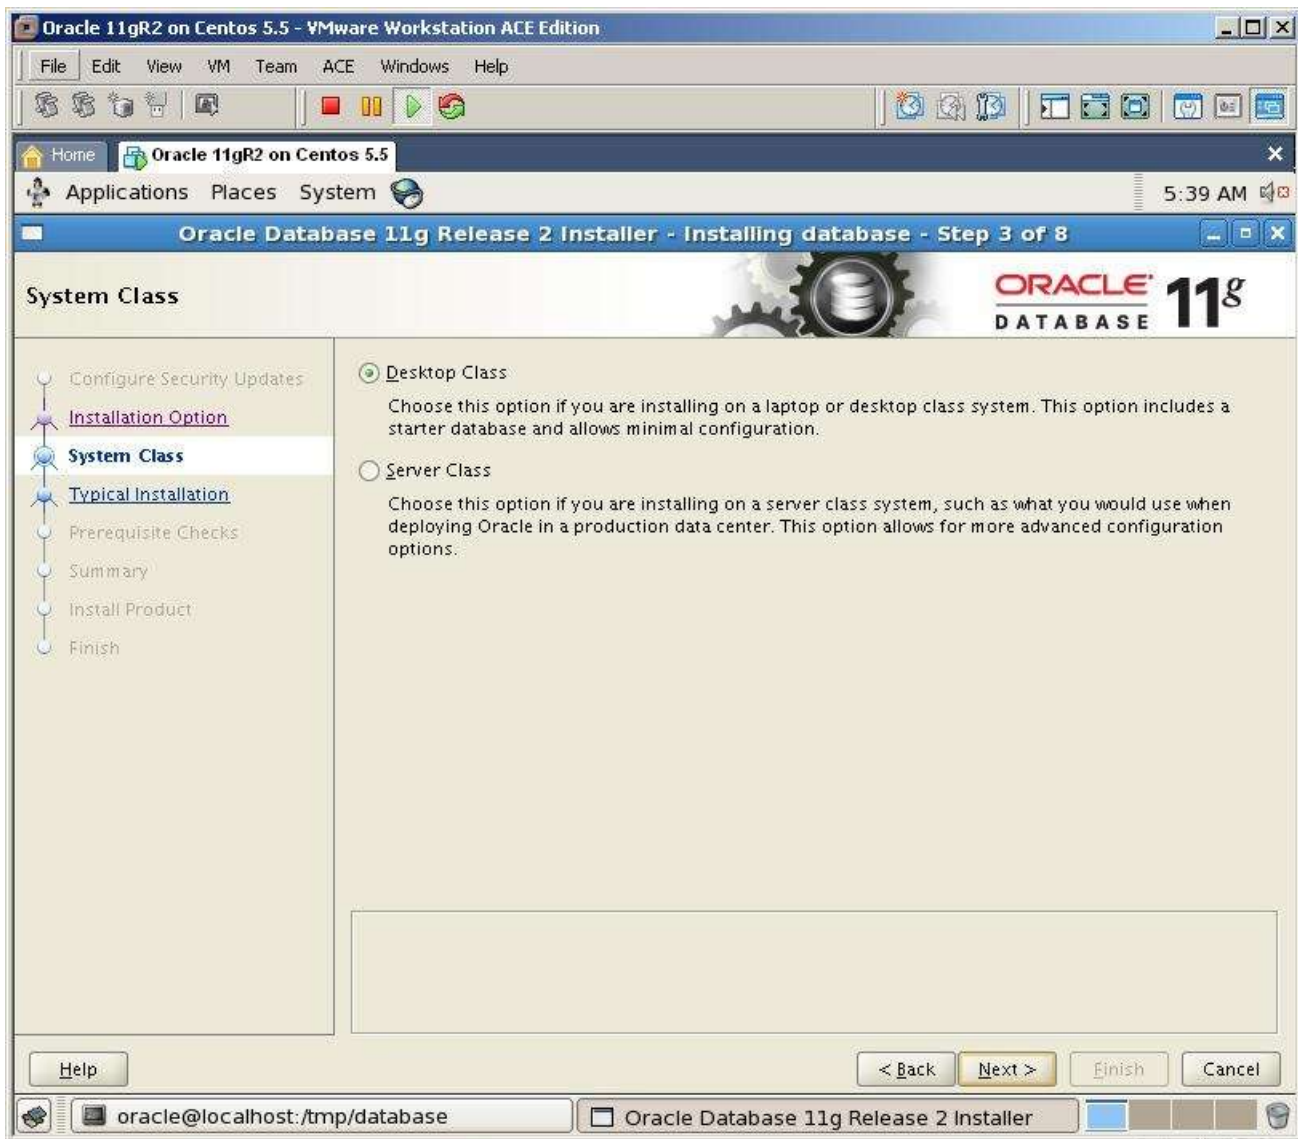 Oracle 11gR2 on Centos 5.5 - VMware Workstation ACE Edition
File Edit View VM Team ACE Windows Help
Home Oracle 11gR2 on Centos 5.5
Applications Places System 5:39 AM
Oracle Database 11g Release 2 Installer - Installing database - Step 3 of 8
System Class
ORACLE DATABASE 11g
Configure Security Updates
Installation Option
System Class
Typical Installation
Prerequisite Checks
Summary
Install Product
Finish
Desktop Class
Choose this option if you are installing on a laptop or desktop class system. This option includes a
starter database and allows minimal configuration.
Server Class
Choose this option if you are installing on a server class system, such as what you would use when
deploying Oracle in a production data center. This option allows for more advanced configuration
options.
Help < Back Next > Finish Cancel
oracle@localhost:/tmp/database Oracle Database 11g Release 2 Installer